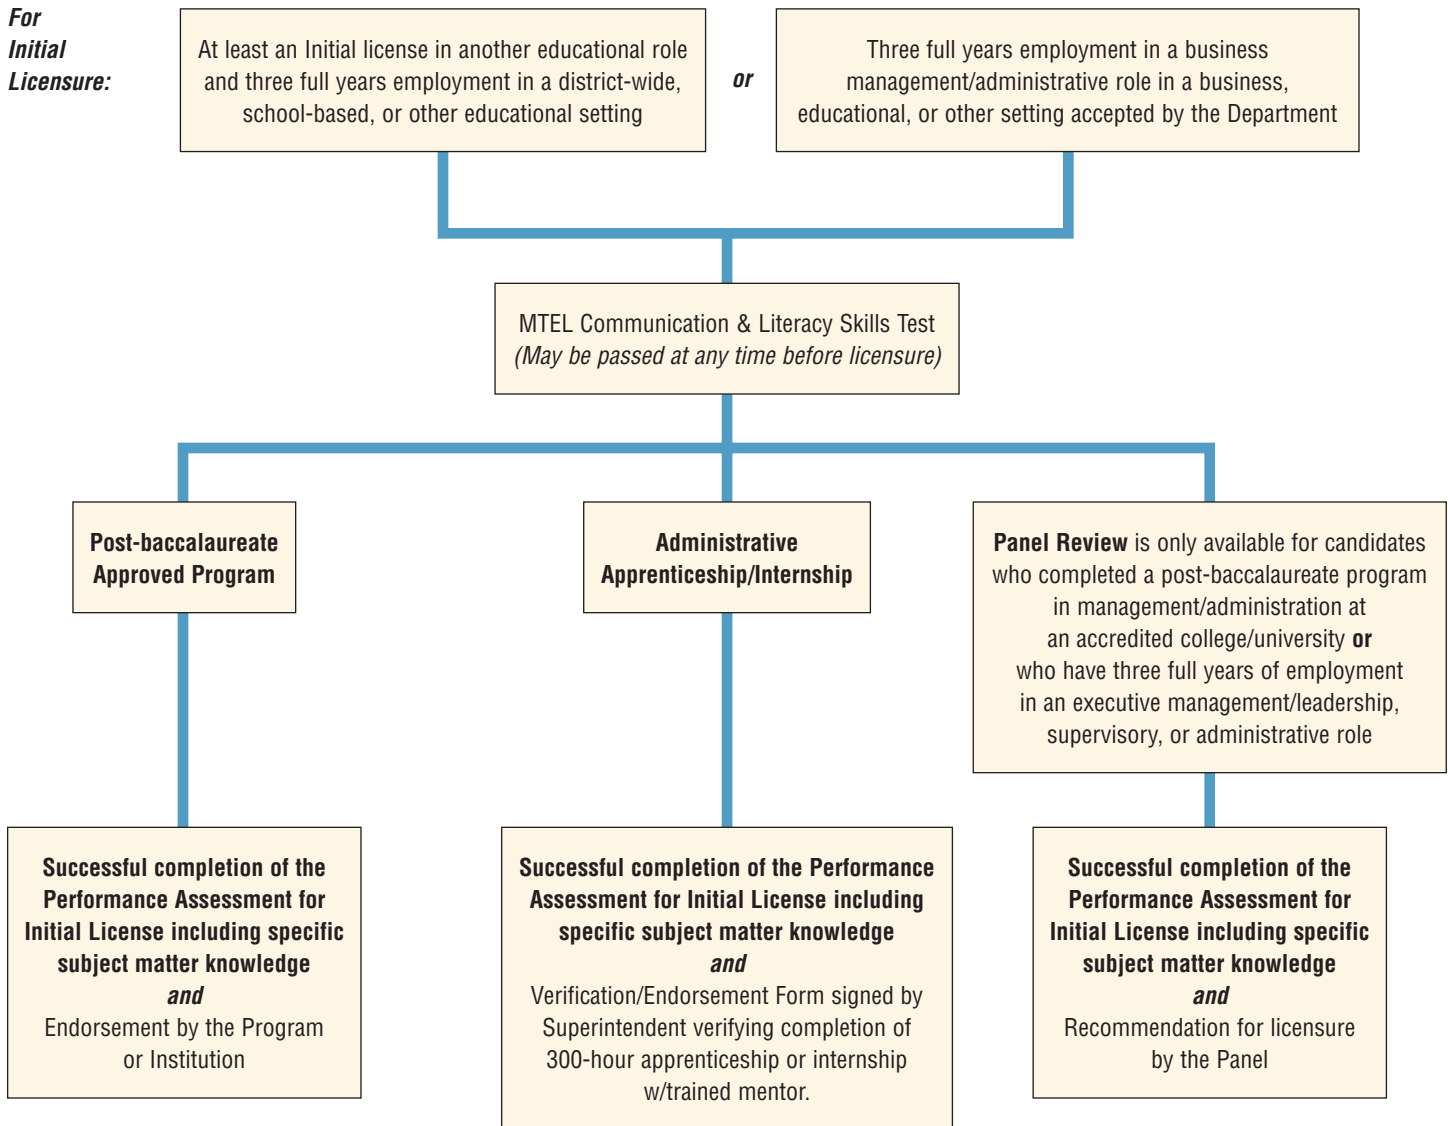 For
Initial
Licensure:
At least an Initial license in another educational role
and three full years employment in a district-wide,
school-based, or other educational setting
or
Three full years employment in a business
management/administrative role in a business,
educational, or other setting accepted by the Department
MTEL Communication & Literacy Skills Test
(May be passed at any time before licensure)
Post-baccalaureate
Approved Program
Administrative
Apprenticeship/Internship
Panel Review is only available for candidates
who completed a post-baccalaureate program
in management/administration at
an accredited college/university or
who have three full years of employment
in an executive management/leadership,
supervisory, or administrative role
Successful completion of the
Performance Assessment for
Initial License including specific
subject matter knowledge
and
Endorsement by the Program
or Institution
Successful completion of the Performance
Assessment for Initial License including
specific subject matter knowledge
and
Verification/Endorsement Form signed by
Superintendent verifying completion of
300-hour apprenticeship or internship
w/trained mentor.
Successful completion of the
Performance Assessment for
Initial License including specific
subject matter knowledge
and
Recommendation for licensure
by the Panel